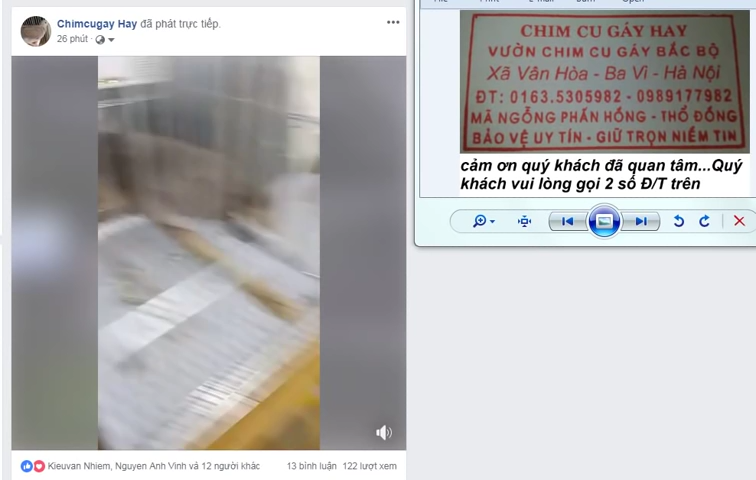 Chimcugay Hay đã phát trực tiếp.
26 phút
Kieuvan Nhiem, Nguyen Anh Vinh và 12 người khác
13 bình luận 122 lượt xem
CHIM CU GÁY HAY
VƯỜN CHIM CU GÁY BẮC BỘ
Xã Vân Hòa - Ba Vì - Hà Nội
ĐT: 0163.5305982 - 0989177982
MÃ NGỖNG PHẤN HỒNG - THỔ ĐỒNG
BẢO VỆ UY TÍN - GIỮ TRỌN NIỀM TIN
cảm ơn quý khách đã quan tâm...Quý
khách vui lòng gọi 2 số Đ/T trên